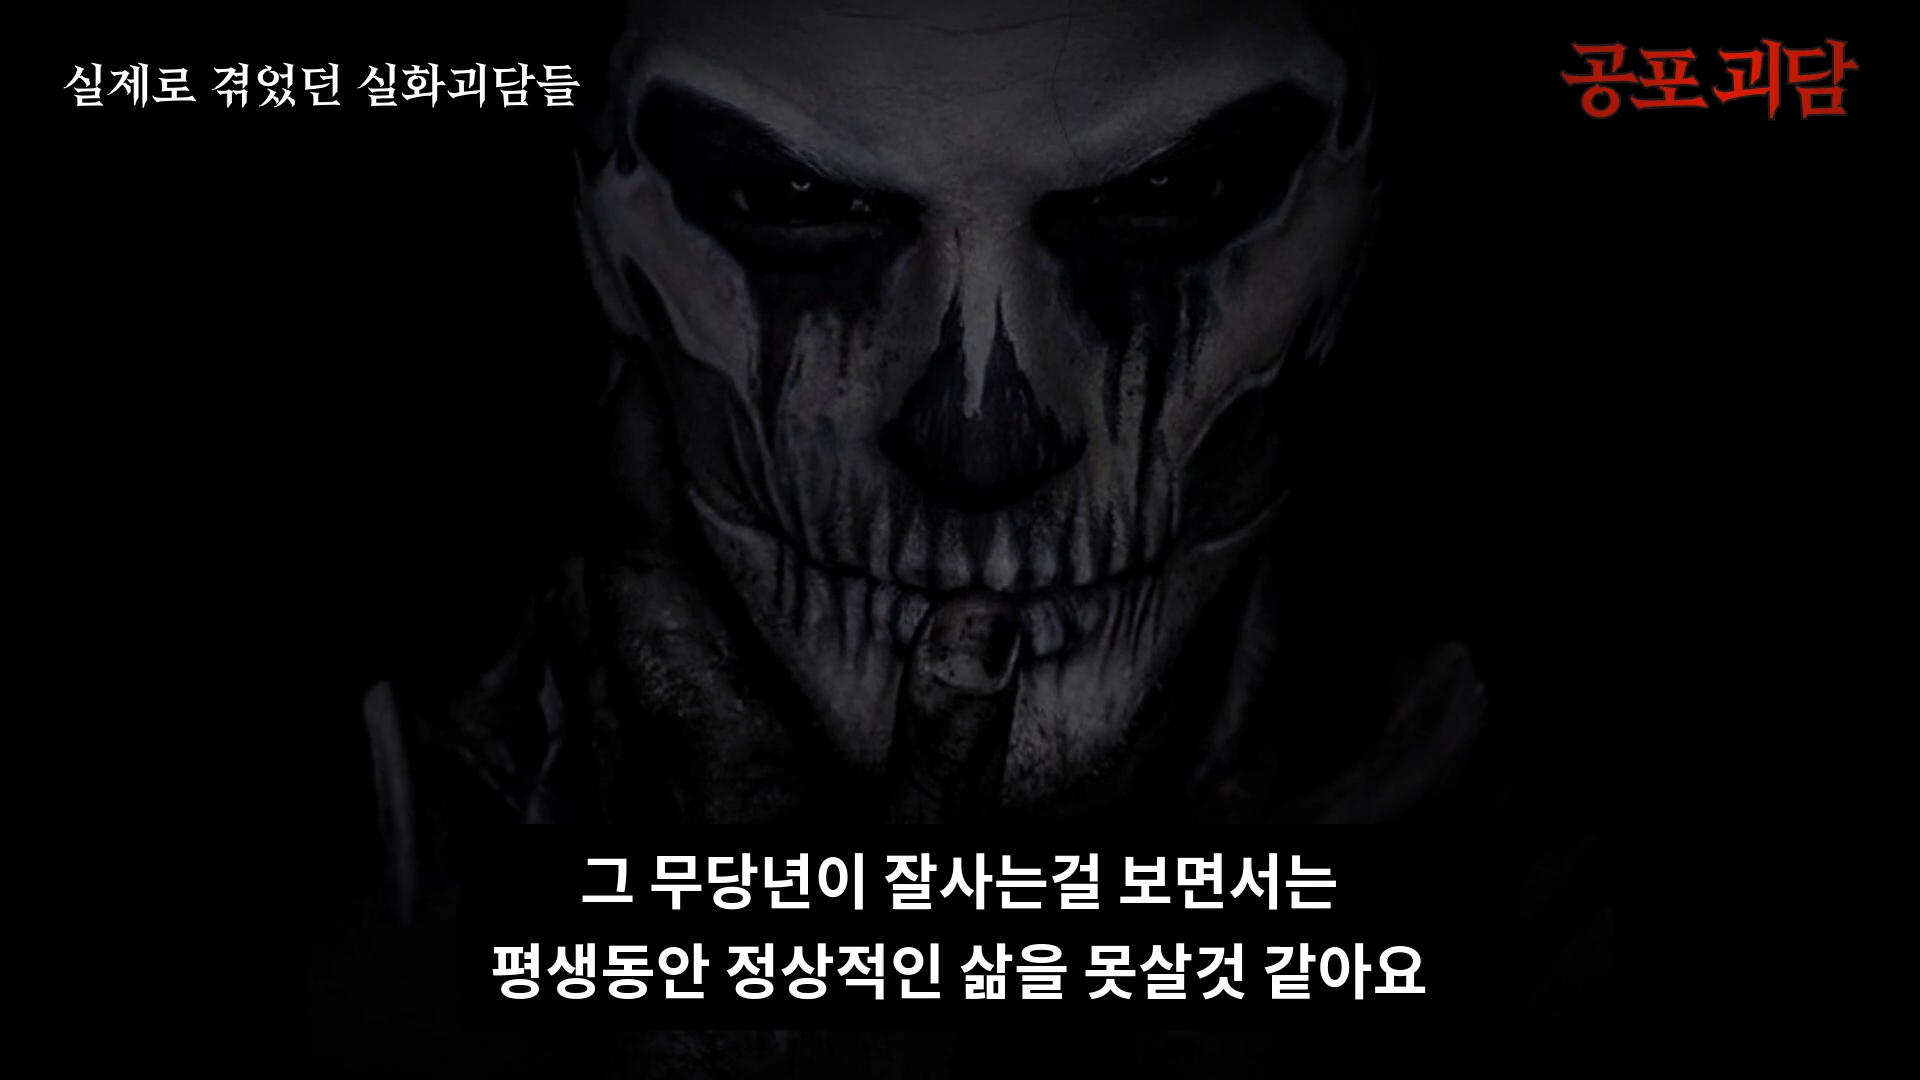 실제로 겪었던 실화괴담들
공포괴담
그 무당년이 잘사는걸 보면서는
평생동안 정상적인 삶을 못살것 같아요